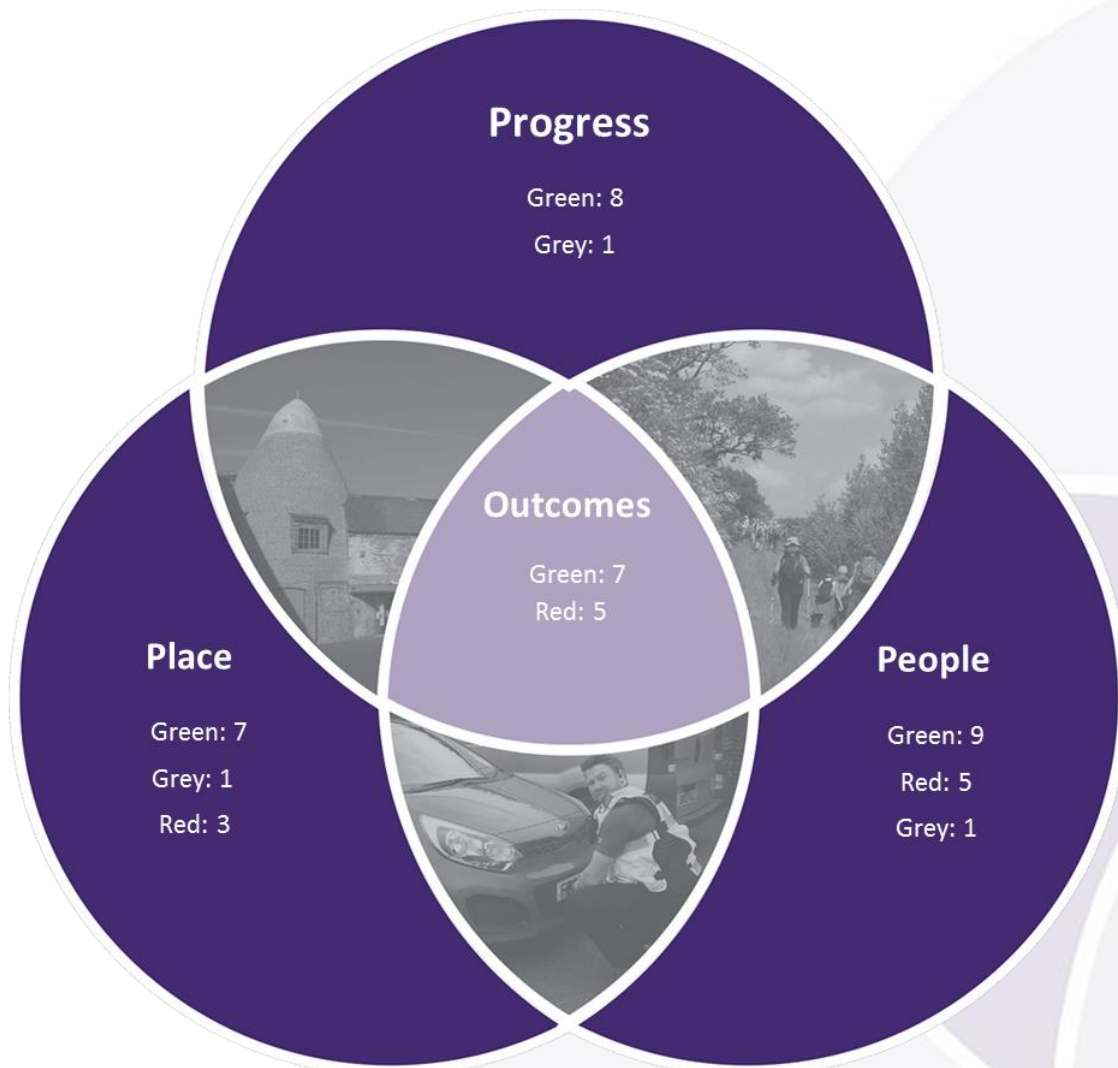 Progress
Green: 8
Grey: 1
Outcomes
Green: 7
Red: 5
Place
Green: 7
Grey: 1
Red: 3
People
Green: 9
Red: 5
Grey: 1